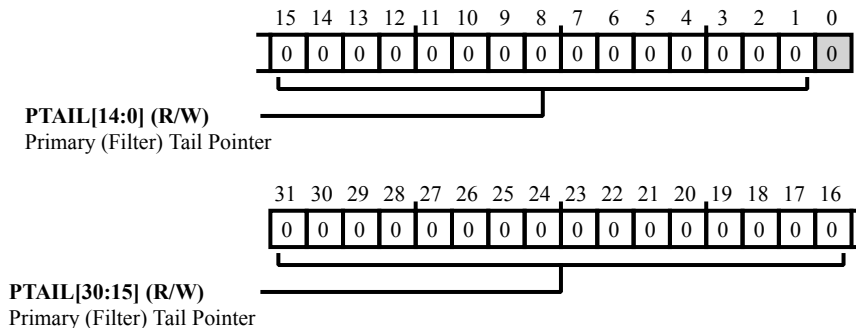 15 14 13 12 11 10 9 8 7 6 5 4 3 2 1 0
0 0 0 0 0 0 0 0 0 0 0 0 0 0 0 0
PTAIL[14:0] (R/W)
Primary (Filter) Tail Pointer
31 30 29 28 27 26 25 24 23 22 21 20 19 18 17 16
0 0 0 0 0 0 0 0 0 0 0 0 0 0 0 0
PTAIL[30:15] (R/W)
Primary (Filter) Tail Pointer